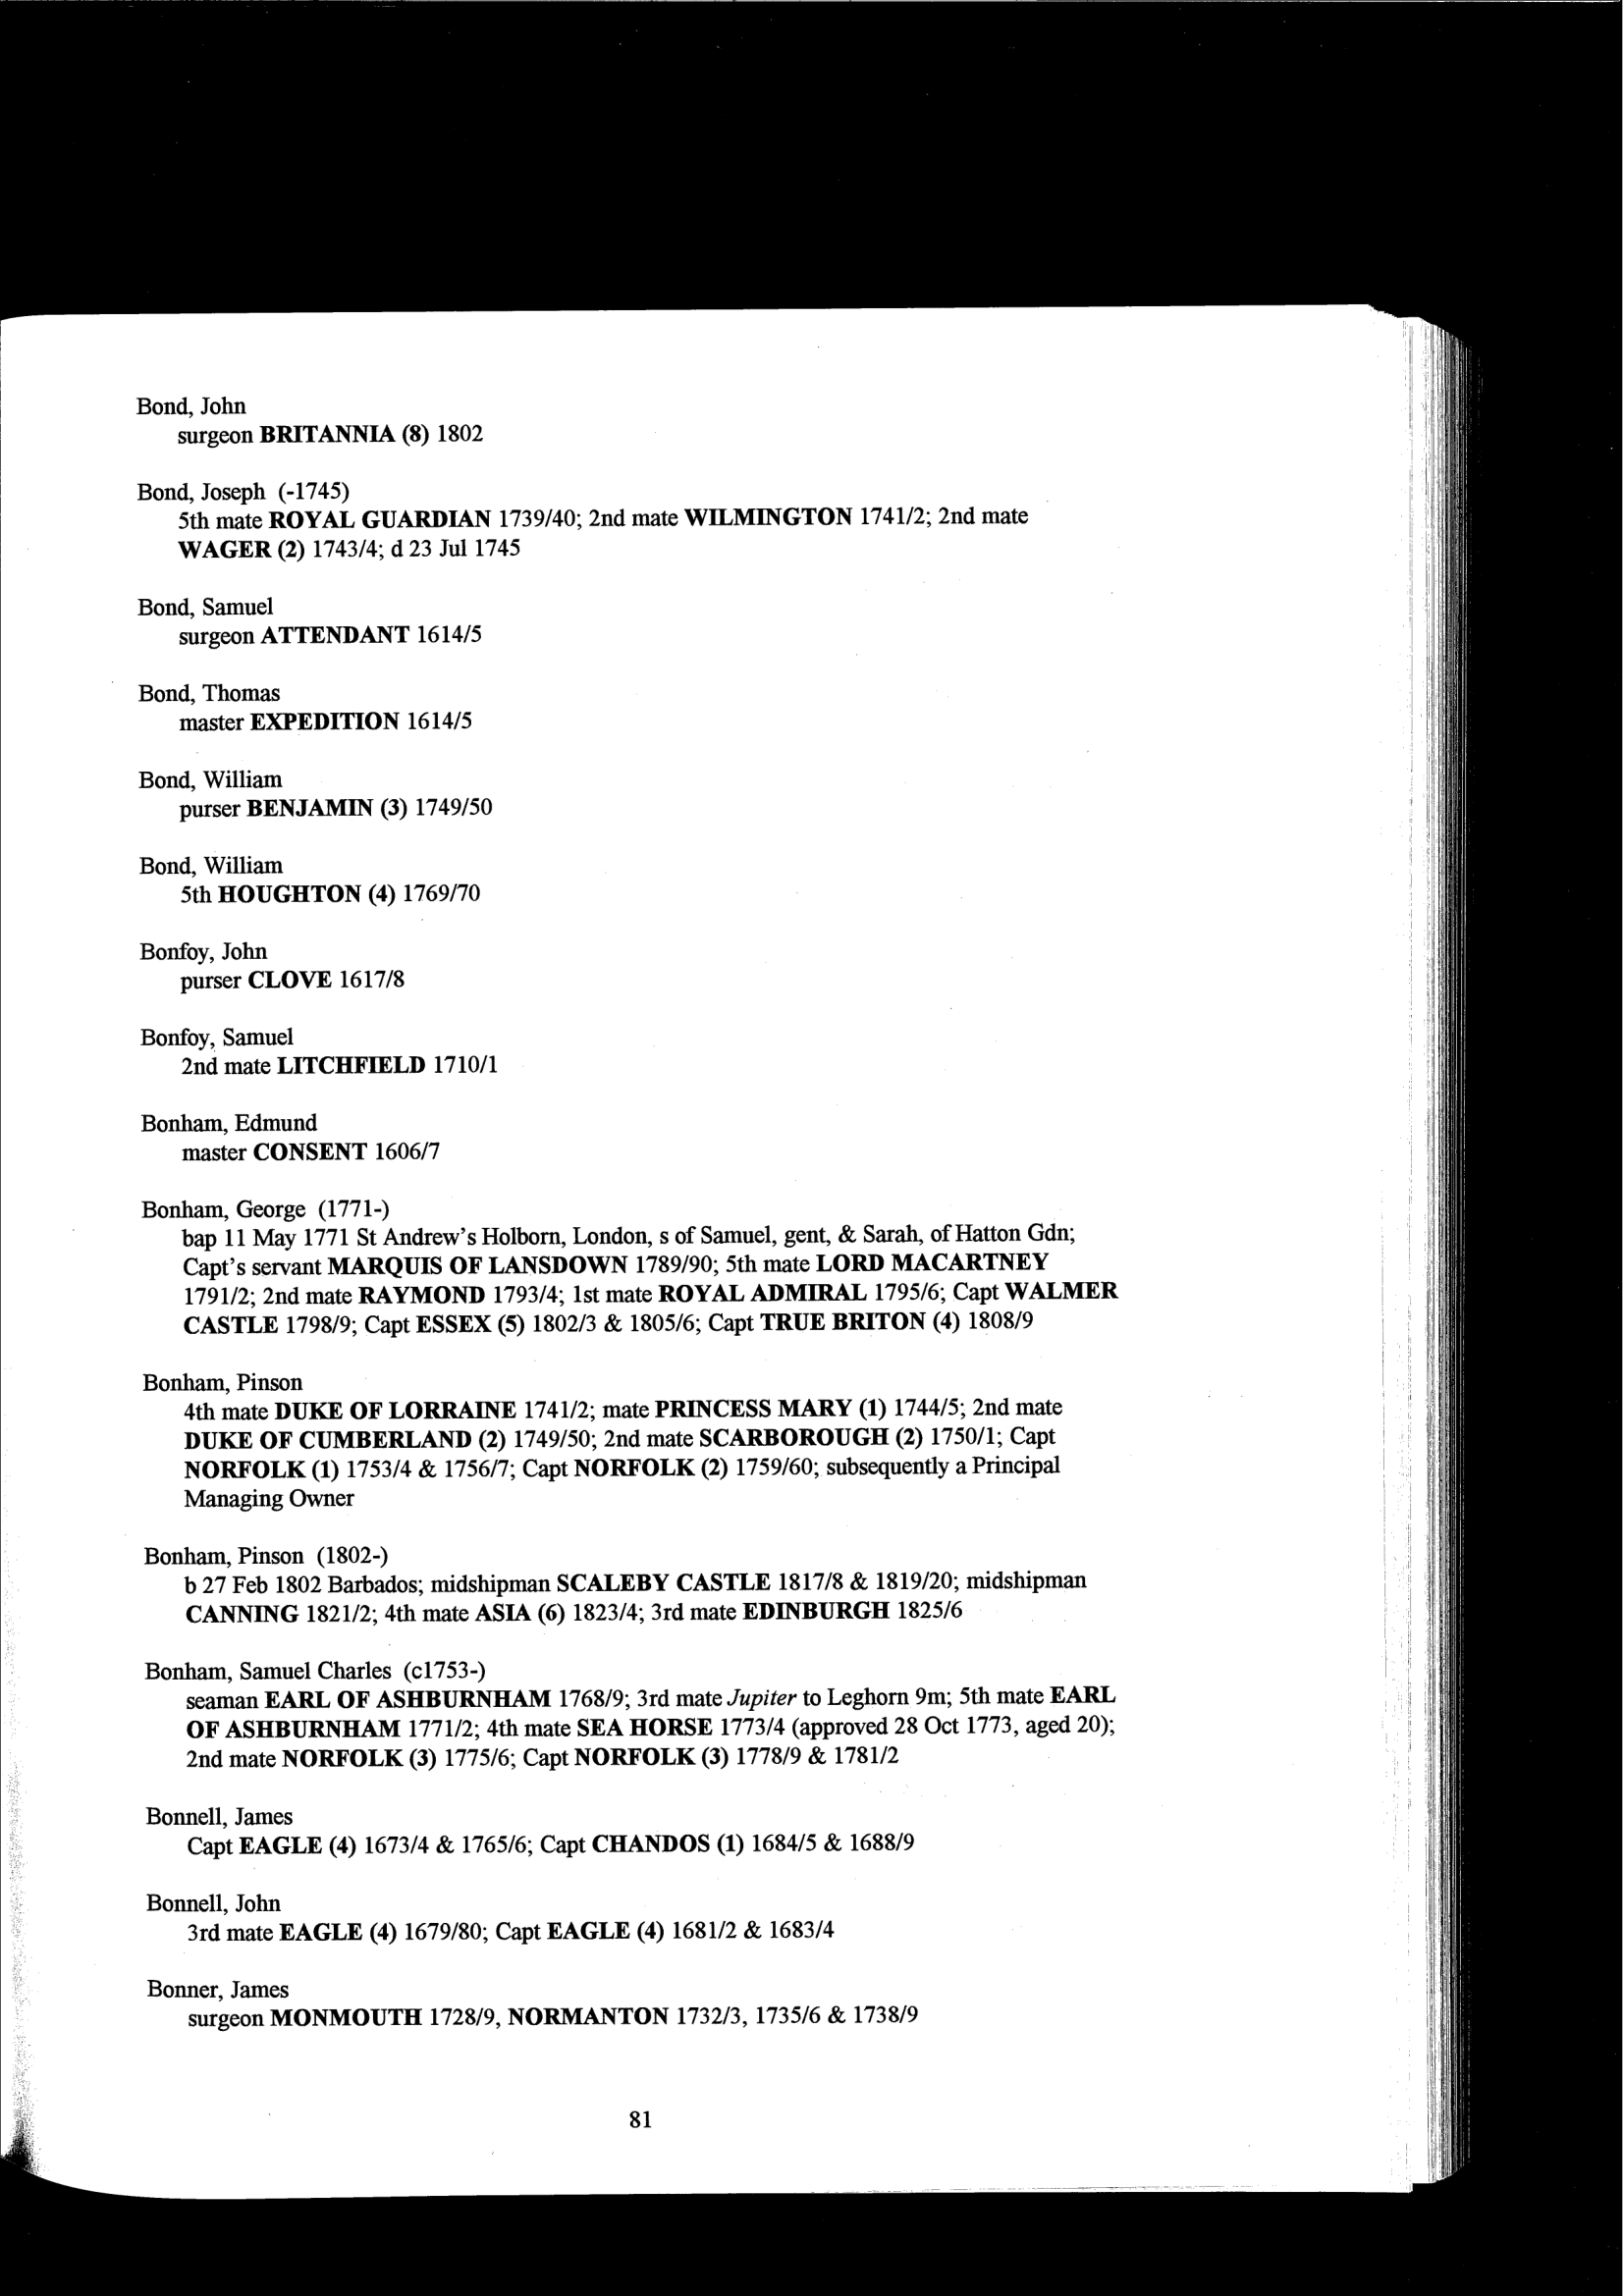 Bond, John
surgeon BRITANNIA (8) 1802
Bond, Joseph (-1745)
5th mate ROYAL GUARDIAN 1739/40; 2nd mate WILMINGTON 1741/2; 2nd mate
WAGER (2) 1743/4; d 23 Jul 1745
Bond, Samuel
surgeon ATTENDANT 1614/5
Bond, Thomas
master EXPEDITION 1614/5
Bond, William
purser BENJAMIN (3) 1749/50
Bond, William
5th HOUGHTON (4) 1769/70
Bonfoy, John
purser CLOVE 1617/8
Bonfoy, Samuel
2nd mate LITCHFIELD 1710/1
Bonham, Edmund
master CONSENT 1606/7
Bonham, George (1771-)
bap 11 May 1771 St Andrew's Holborn, London, s of Samuel, gent, & Sarah, of Hatton Gdn;
Capt's servant MARQUIS OF LANSDOWN 1789/90; 5th mate LORD MACARTNEY
1791/2; 2nd mate RAYMOND 1793/4; 1st mate ROYAL ADMIRAL 1795/6; Capt WALMER
CASTLE 1798/9; Capt ESSEX (5) 1802/3 & 1805/6; Capt TRUE BRITON (4) 1808/9
Bonham, Pinson
4th mate DUKE OF LORRAINE 1741/2; mate PRINCESS MARY (1) 1744/5; 2nd mate
DUKE OF CUMBERLAND (2) 1749/50; 2nd mate SCARBOROUGH (2) 1750/1; Capt
NORFOLK (1) 1753/4 & 1756/7; Capt NORFOLK (2) 1759/60; subsequently a Principal
Managing Owner
Bonham, Pinson (1802-)
b 27 Feb 1802 Barbados; midshipman SCALEBY CASTLE 1817/8 & 1819/20; midshipman
CANNING 1821/2; 4th mate ASIA (6) 1823/4; 3rd mate EDINBURGH 1825/6
Bonham, Samuel Charles (c1753-)
seaman EARL OF ASHBURNHAM 1768/9; 3rd mate Jupiter to Leghorn 9m; 5th mate EARL
OF ASHBURNHAM 1771/2; 4th mate SEA HORSE 1773/4 (approved 28 Oct 1773, aged 20);
2nd mate NORFOLK (3) 1775/6; Capt NORFOLK (3) 1778/9 & 1781/2
Bonnell, James
Capt EAGLE (4) 1673/4 & 1765/6; Capt CHANDOS (1) 1684/5 & 1688/9
Bonnell, John
3rd mate EAGLE (4) 1679/80; Capt EAGLE (4) 1681/2 & 1683/4
Bonner, James
surgeon MONMOUTH 1728/9, NORMANTON 1732/3, 1735/6 & 1738/9
81